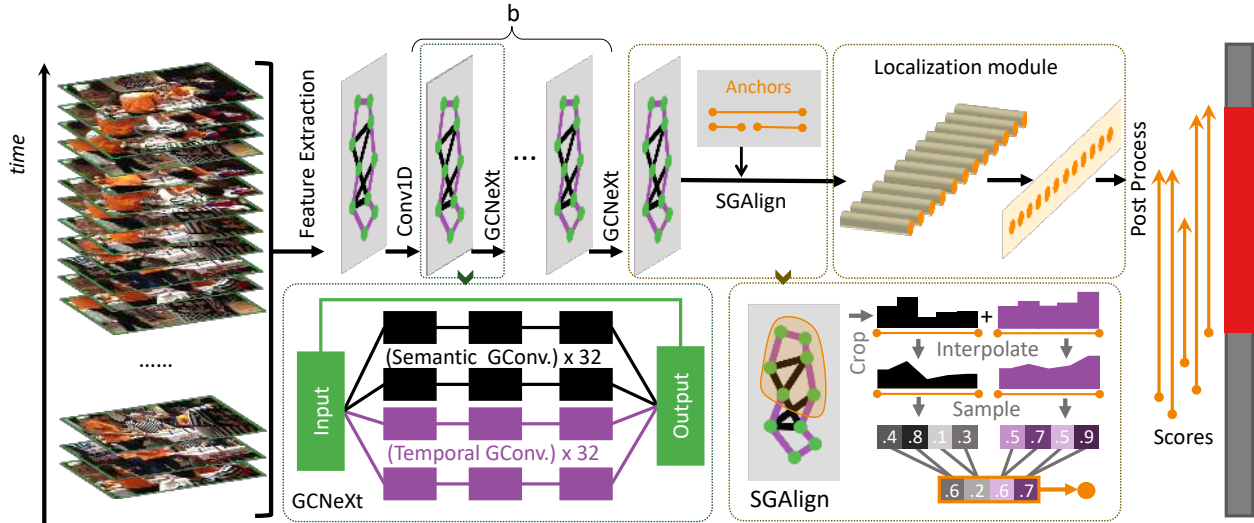 b
time
......
Feature Extraction
Conv1D
GCNeXt
...
GCNeXt
Anchors
SGAlign
Localization module
Post Process
Scores
Input
(Semantic GConv.) x 32
(Temporal GConv.) x 32
Output
GCNeXt
SGAlign
Crop
+
Interpolate
Sample
.4 .8 .1 .3 .5 .7 .5 .9
.6 .2 .6 .7